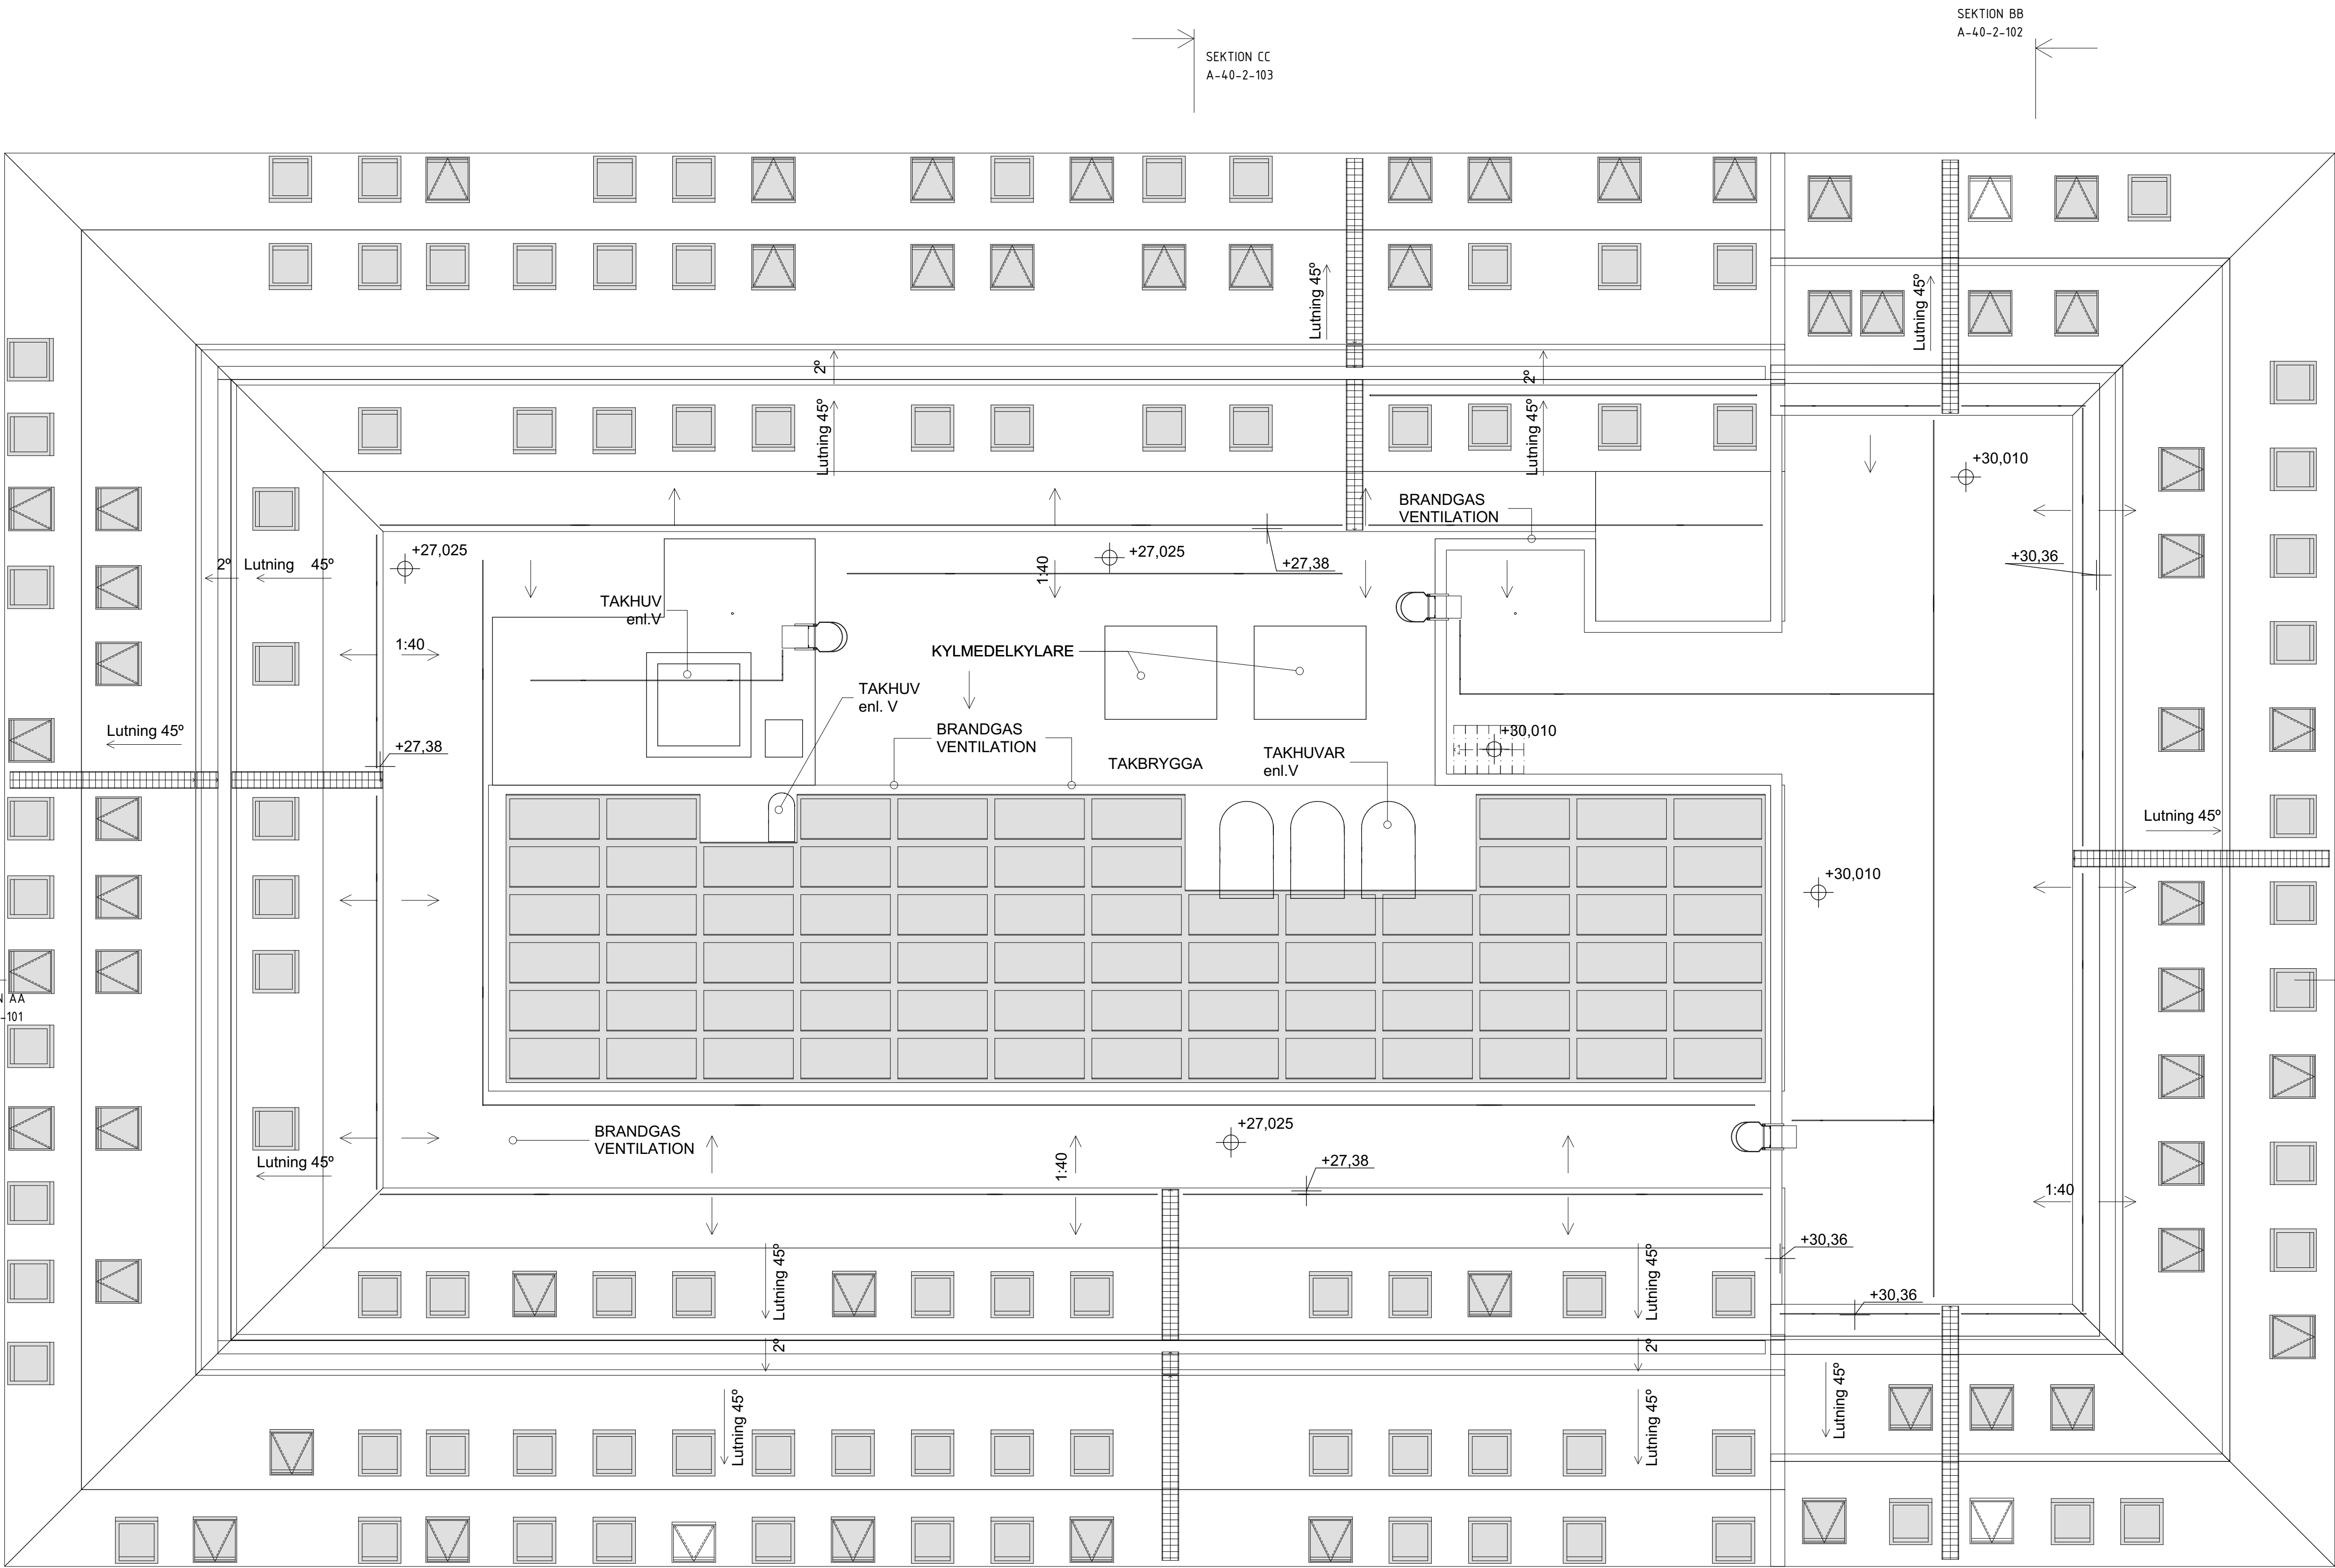 SEKTION BB
A-40-2-102
SEKTION CC
A-40-2-103
Lutning 45º
Lutning 45º
2º
2º
Lutning 45º
Lutning 45º
+30,010
BRANDGAS
VENTILATION
+27,025
+27,025
1:40
+27,38
+30,36
2º Lutning 45º
TAKHUV
enl.V
1:40
KYLMEDELKYLARE
TAKHUV
enl. V
Lutning 45º
+27,38
BRANDGAS
VENTILATION
+30,010
TAKBRYGGA
TAKHUVAR
enl.V
Lutning 45º
+30,010
AA
-101
BRANDGAS
VENTILATION
+27,025
1:40
+27,38
Lutning 45º
1:40
+30,36
Lutning 45º
Lutning 45º
+30,36
2º
2º
Lutning 45º
Lutning 45º
Lutning 45º